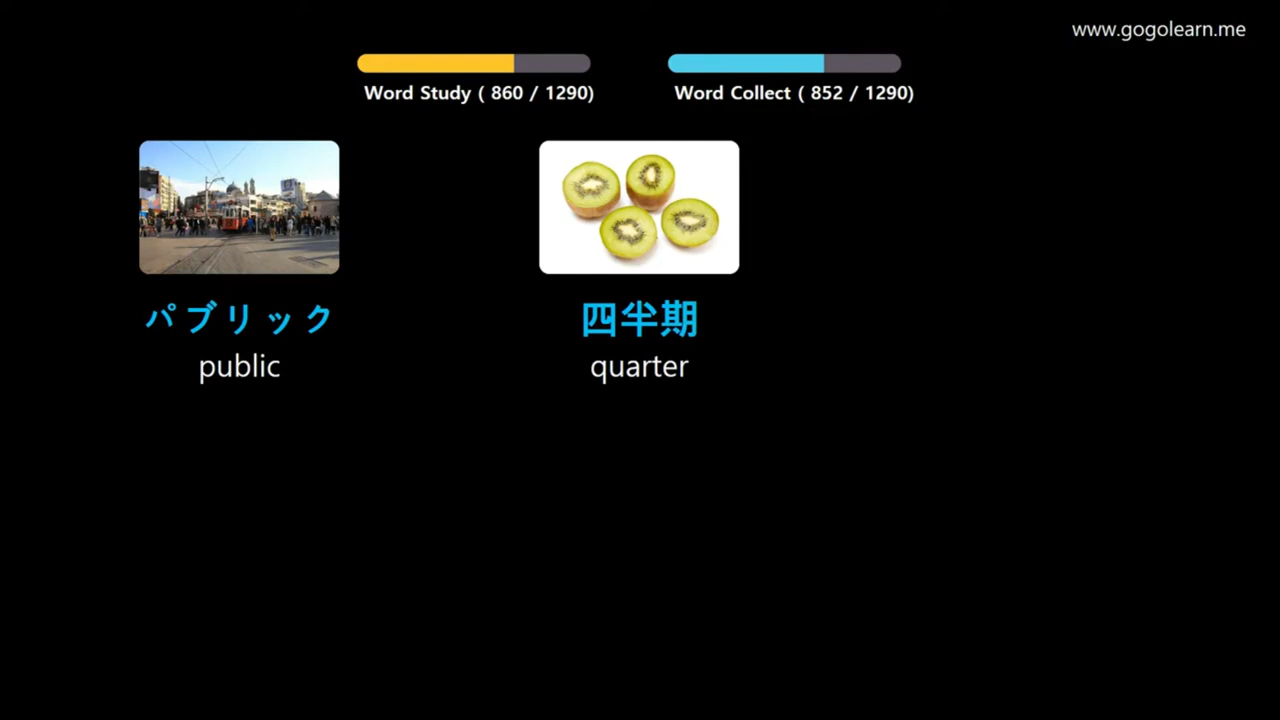 www.gogolearn.me
Word Study ( 860 / 1290)
Word Collect ( 852 / 1290)
パブリック
public
四半期
quarter